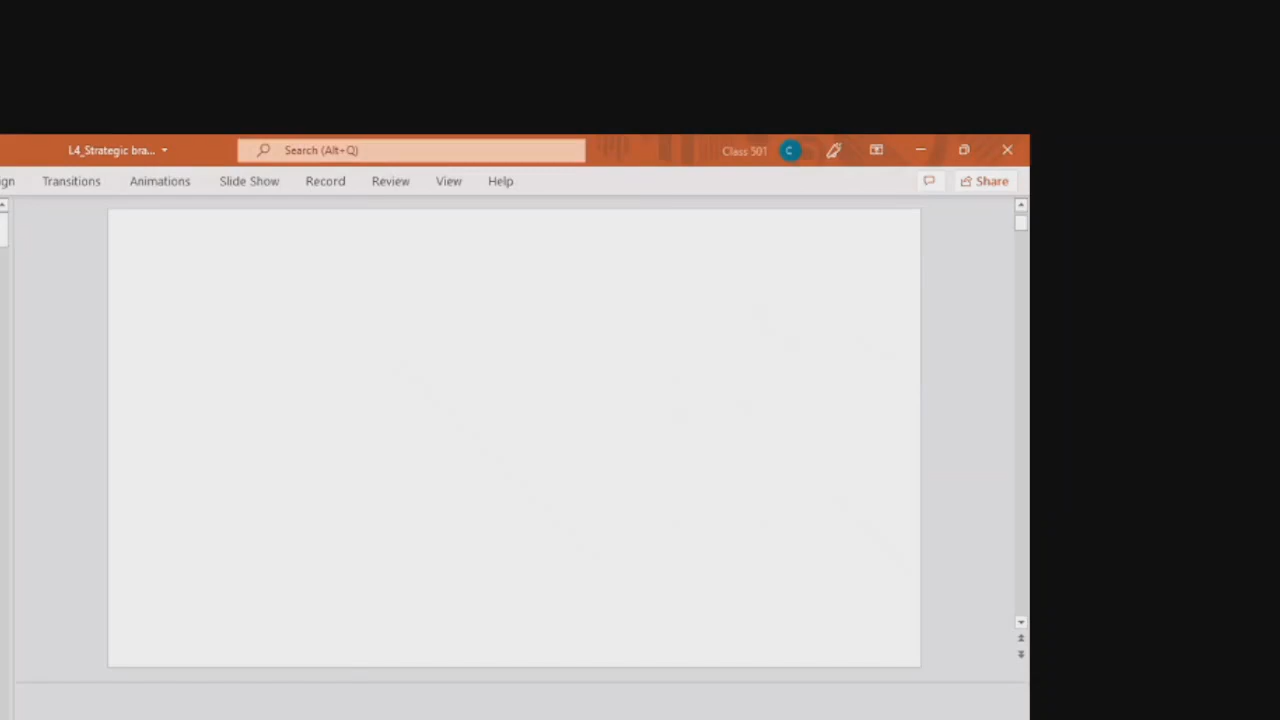 L4_Strategic bra...
Search (Alt+Q)
Class 501
C
gn
Transitions
Animations
Slide Show
Record
Review
View
Help
Share